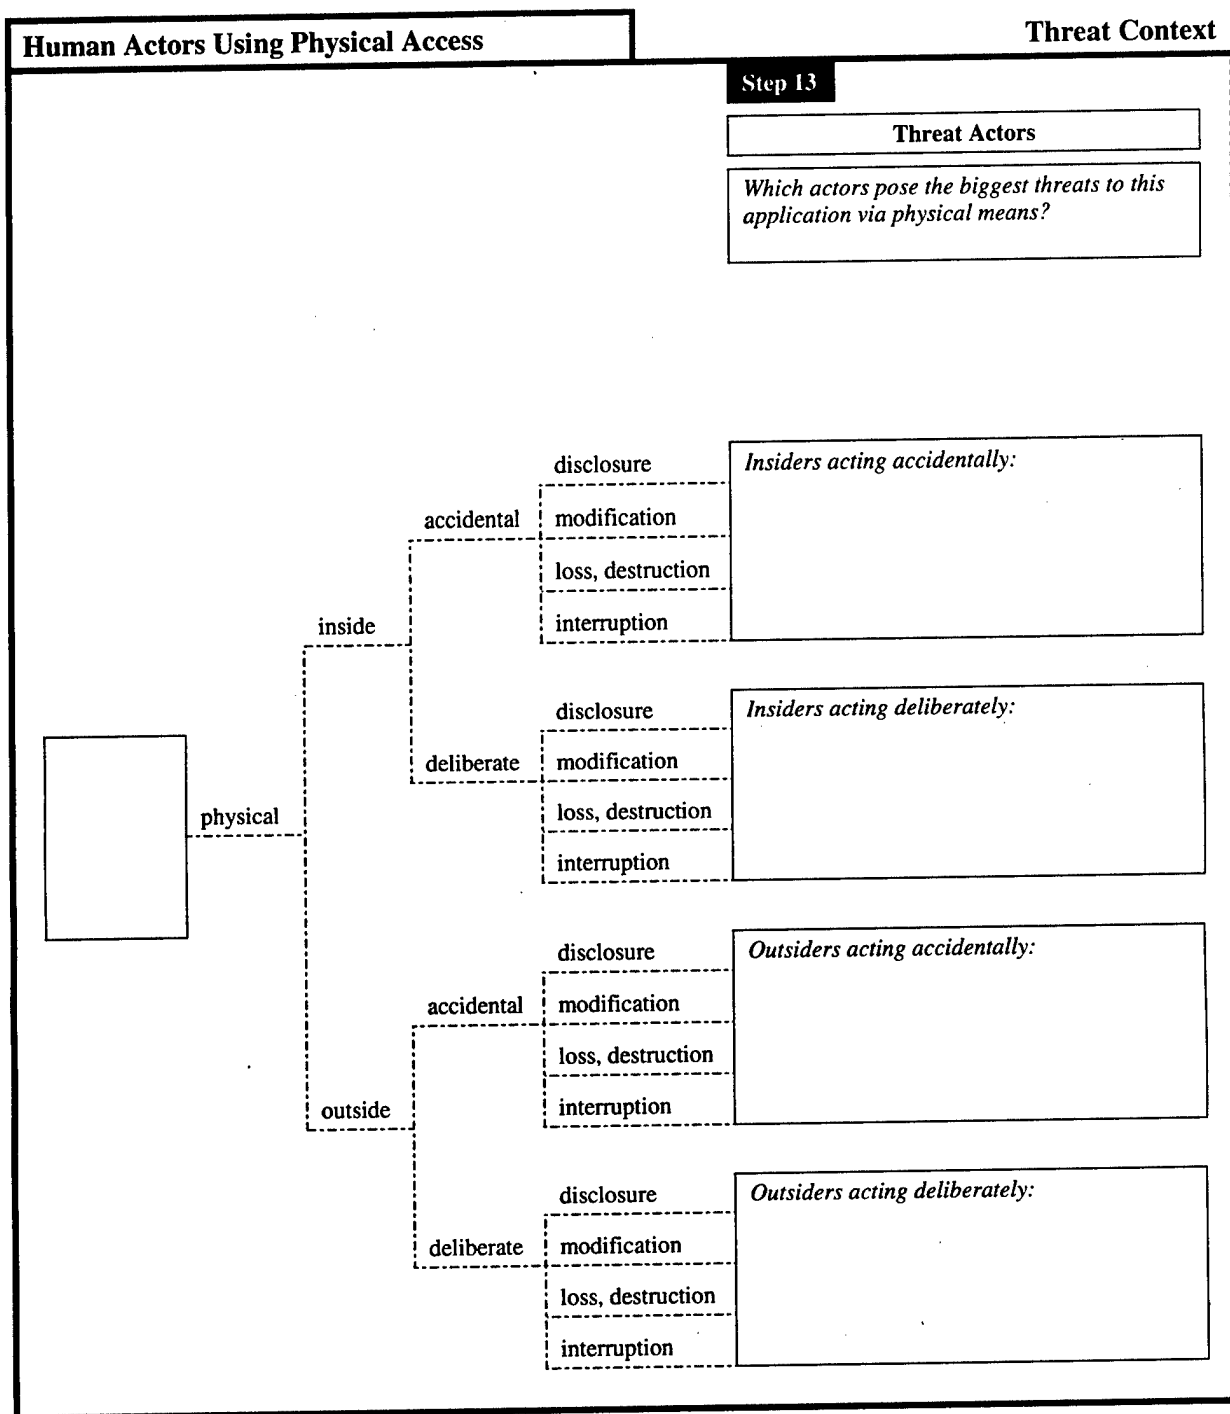 Human Actors Using Physical Access
Threat Context
Step 13
Threat Actors
Which actors pose the biggest threats to this
application via physical means?
disclosure
Insiders acting accidentally:
accidental
modification
loss, destruction
inside
interruption
disclosure
Insiders acting deliberately:
deliberate
modification
physical
loss, destruction
interruption
disclosure
Outsiders acting accidentally:
accidental
modification
loss, destruction
outside
interruption
disclosure
Outsiders acting deliberately:
deliberate
modification
loss, destruction
interruption